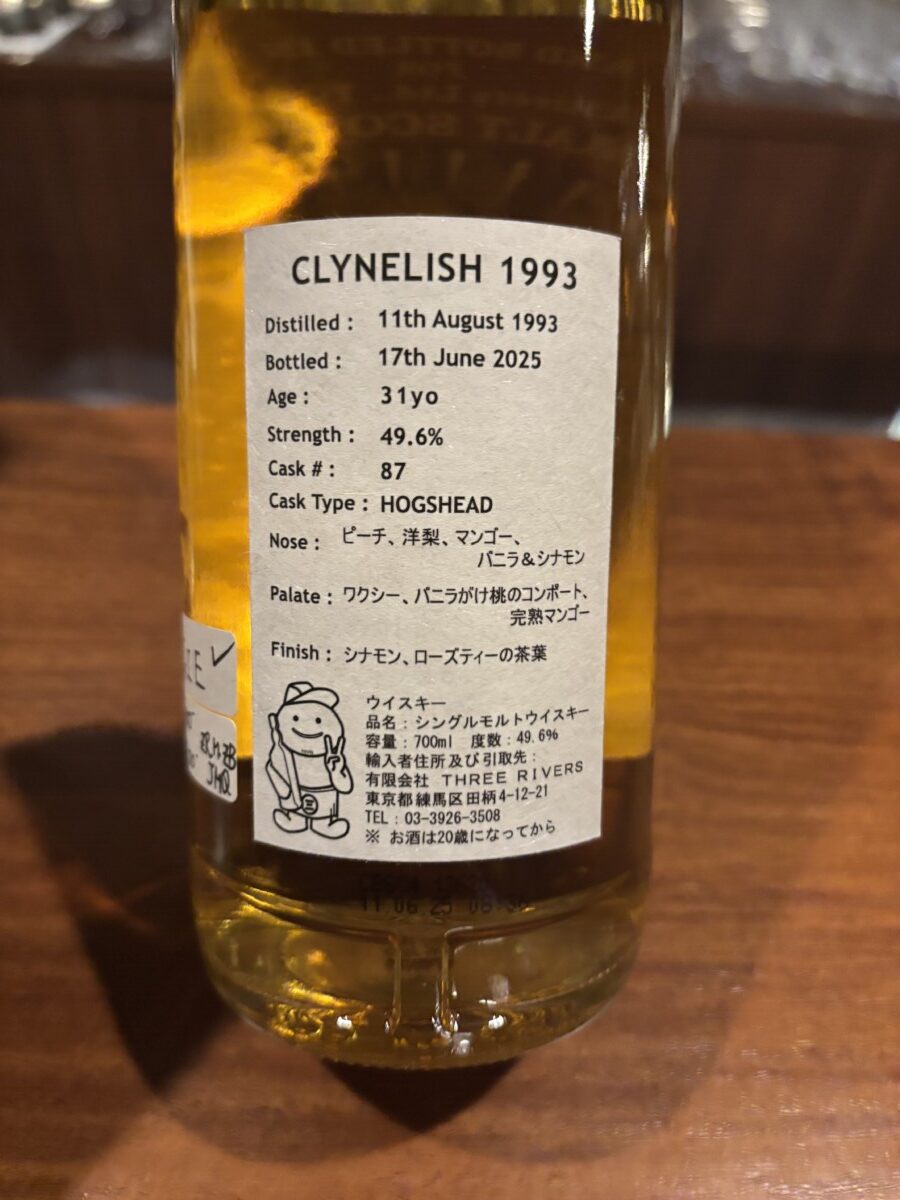 CLYNELISH 1993
Distilled : 11th August 1993
Bottled : 17th June 2025
Age : 31yo
Strength : 49.6%
Cask # : 87
Cask Type : HOGSHEAD
Nose : ピーチ、洋梨、マンゴー、
バニラ&シナモン
Palate : ワクシー、バニラがけ桃のコンポート、
完熟マンゴー
Finish : シナモン、ローズティーの茶葉
ウイスキー
品名:シングルモルトウイスキー
容量:700ml 度数:49.6%
輸入者住所及び引取先:
有限会社 THREE RIVERS
東京都練馬区田柄4-12-21
TEL : 03-3926-3508
※ お酒は20歳になってから
11.06.25 06:36